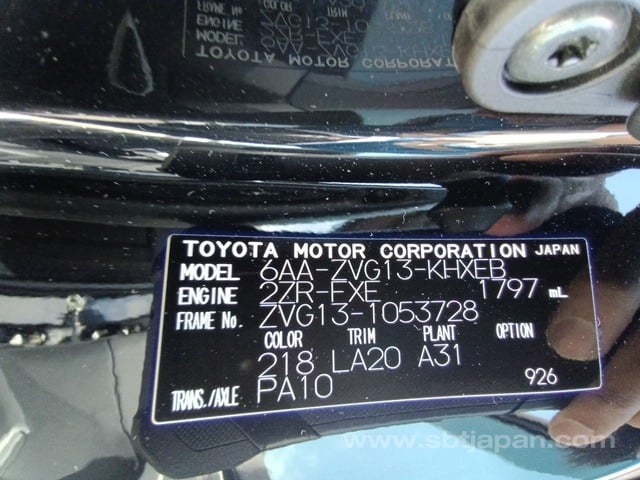 TOYOTA MOTOR CORPORATION JAPAN
MODEL 6AA-ZVG13-KHXEB
ENGINE 2ZR-FXE 1797 mL
FRAME No. ZVG13-1053728
COLOR TRIM PLANT OPTION
218 LA20 A31
TRANS./AXLE PA10 926
www.sbtjapan.com